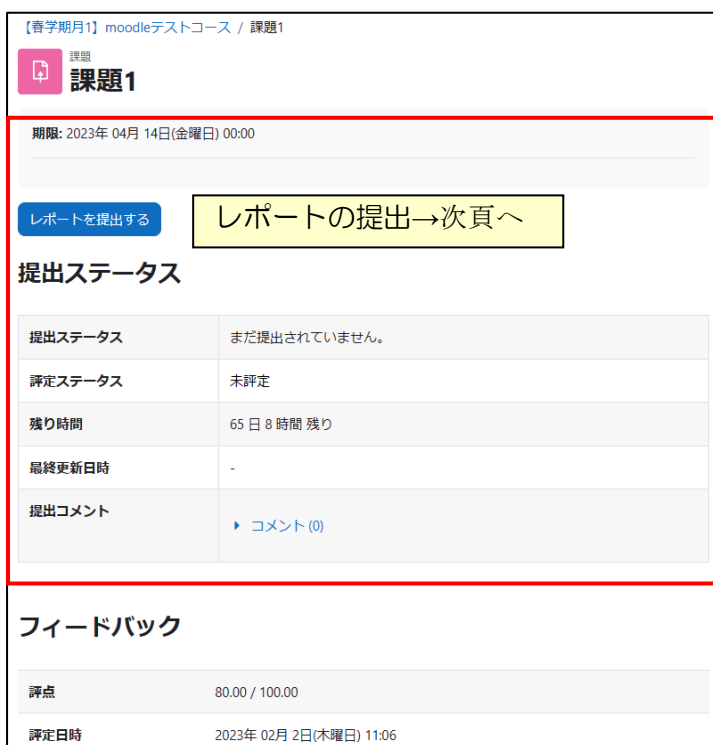 【春学期月1】moodleテストコース / 課題1
課題
課題1
期限: 2023年 04月 14日(金曜日) 00:00
レポートを提出する
レポートの提出→次頁へ
提出ステータス
提出ステータス まだ提出されていません。
評定ステータス 未評定
残り時間 65 日 8 時間 残り
最終更新日時 -
提出コメント コメント (0)
フィードバック
評点 80.00 / 100.00
評定日時 2023年 02月 2日(木曜日) 11:06